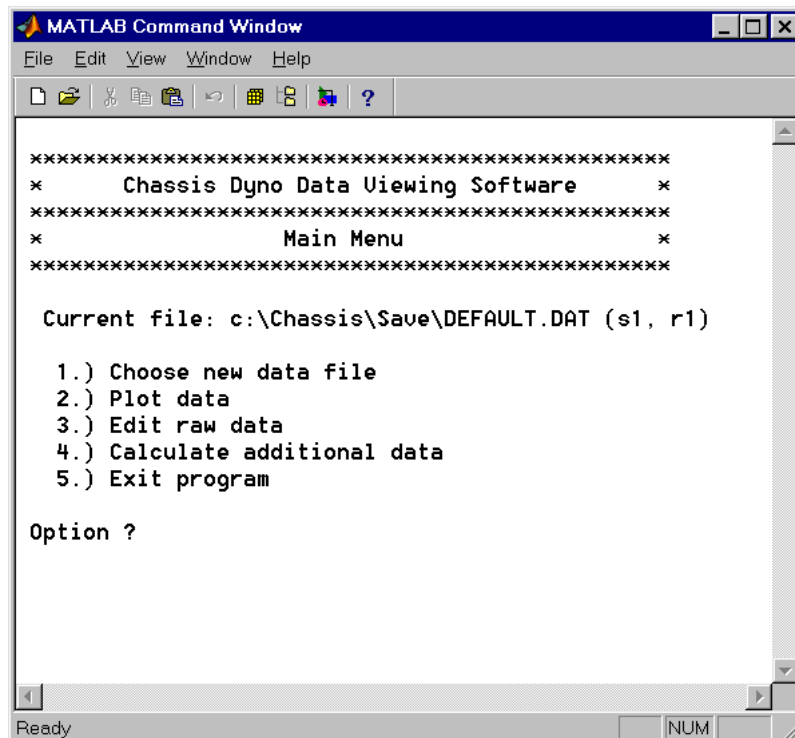 MATLAB Command Window
File Edit View Window Help
?
************************************************
* Chassis Dyno Data Viewing Software *
************************************************
* Main Menu *
************************************************
Current file: c:\Chassis\Save\DEFAULT.DAT (s1, r1)
1.) Choose new data file
2.) Plot data
3.) Edit raw data
4.) Calculate additional data
5.) Exit program
Option ?
Ready NUM